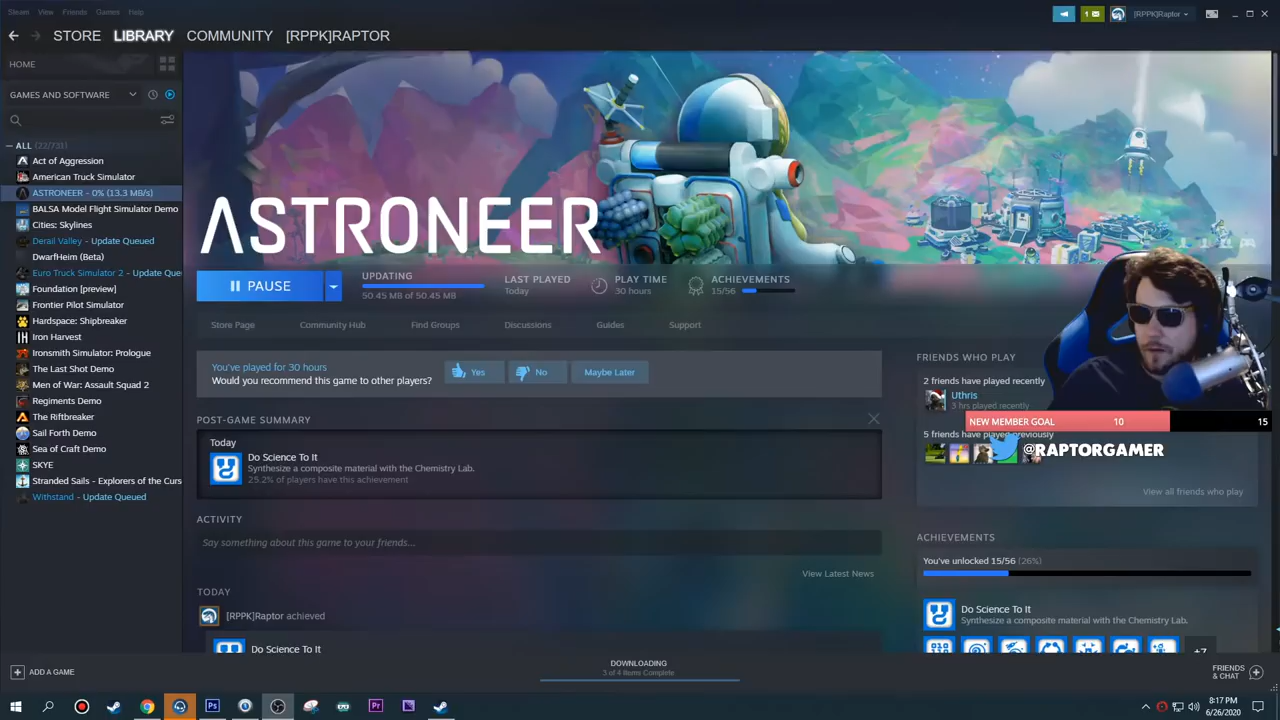 Steam View Friends Games Help
1
[RPPK]Raptor
STORE LIBRARY COMMUNITY [RPPK]RAPTOR
HOME
GAMES AND SOFTWARE
ALL (22/731)
Act of Aggression
American Truck Simulator
ASTRONEER - 0% (13.3 MB/s)
BALSA Model Flight Simulator Demo
Cities: Skylines
Derail Valley - Update Queued
DwarfHeim (Beta)
Euro Truck Simulator 2 - Update Que
Foundation [preview]
Frontier Pilot Simulator
Hardspace: Shipbreaker
Iron Harvest
Ironsmith Simulator: Prologue
The Last Shot Demo
Men of War: Assault Squad 2
Regiments Demo
The Riftbreaker
Sail Forth Demo
Sea of Craft Demo
SKYE
Stranded Sails - Explorers of the Curs
Withstand - Update Queued
ASTRONEER
PAUSE
UPDATING
50.45 MB of 50.45 MB
LAST PLAYED
Today
PLAY TIME
30 hours
ACHIEVEMENTS
15/56
Store Page Community Hub Find Groups Discussions Guides Support
You've played for 30 hours
Would you recommend this game to other players?
Yes No Maybe Later
POST-GAME SUMMARY
Today
Do Science To It
Synthesize a composite material with the Chemistry Lab.
25.2% of players have this achievement
ACTIVITY
Say something about this game to your friends...
View Latest News
TODAY
[RPPK]Raptor achieved
Do Science To It
FRIENDS WHO PLAY
2 friends have played recently
Uthris
3 hrs played recently
NEW MEMBER GOAL 10 15
5 friends have played previously
@RAPTORGAMER
View all friends who play
ACHIEVEMENTS
You've unlocked 15/56 (26%)
Do Science To It
Synthesize a composite material with the Chemistry Lab.
+7
ADD A GAME
DOWNLOADING
3 of 4 Items Complete
FRIENDS
& CHAT
Ps
Pr
8:17 PM
6/26/2020